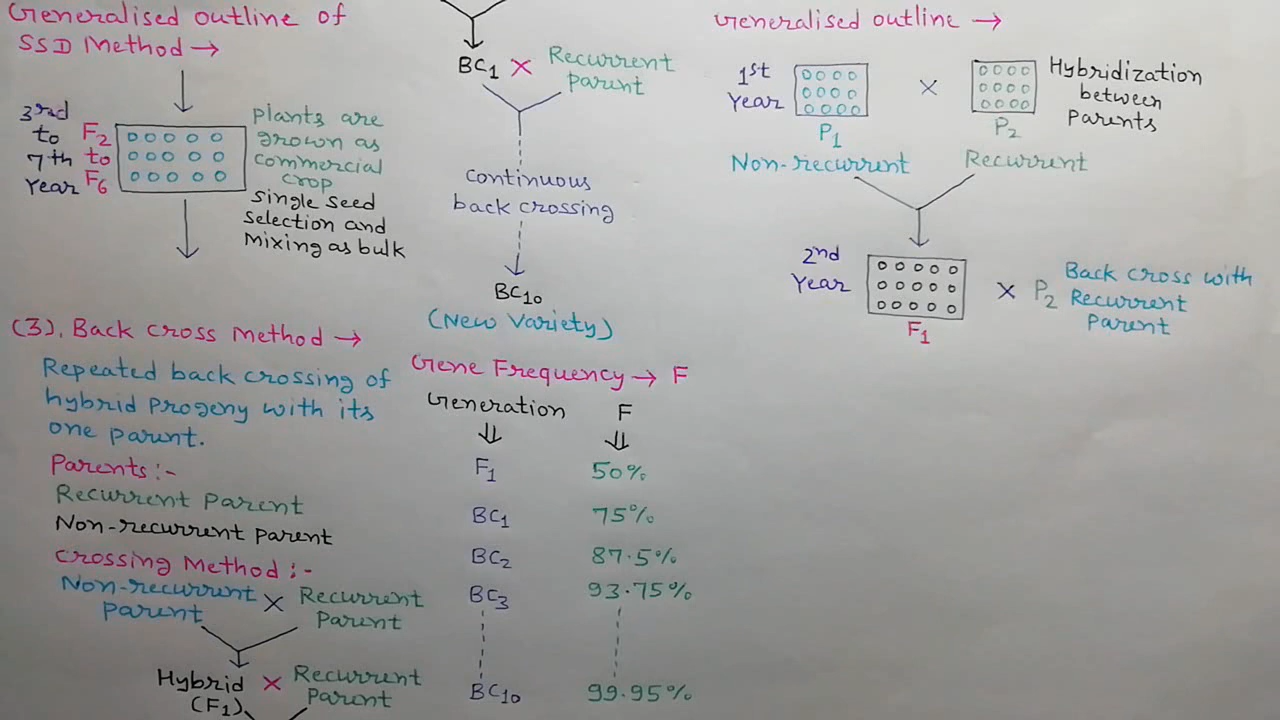 Generalised outline of
SSD Method →
3rd
to
7th
Year
F2
to
F6
Plants are
grown as
commercial
crop
single seed
selection and
mixing as bulk
(3). Back cross method →
Repeated back crossing of
hybrid progeny with its
one parent.
Parents:-
Recurrent Parent
Non-recurrent parent
Crossing Method:-
Non-recurrent
parent
×
Recurrent
Parent
Hybrid
(F1)
×
Recurrent
Parent
BC1 × Recurrent
parent
continuous
back crossing
BC10
(New Variety)
Gene Frequency → F
Generation F
F1 50%
BC1 75%
BC2 87.5%
BC3 93.75%
BC10 99.95%
Generalised outline →
1st
Year
P1
×
P2
Hybridization
between
Parents
Non-recurrent
Recurrent
2nd
Year
F1
× P2
Back cross with
Recurrent
Parent